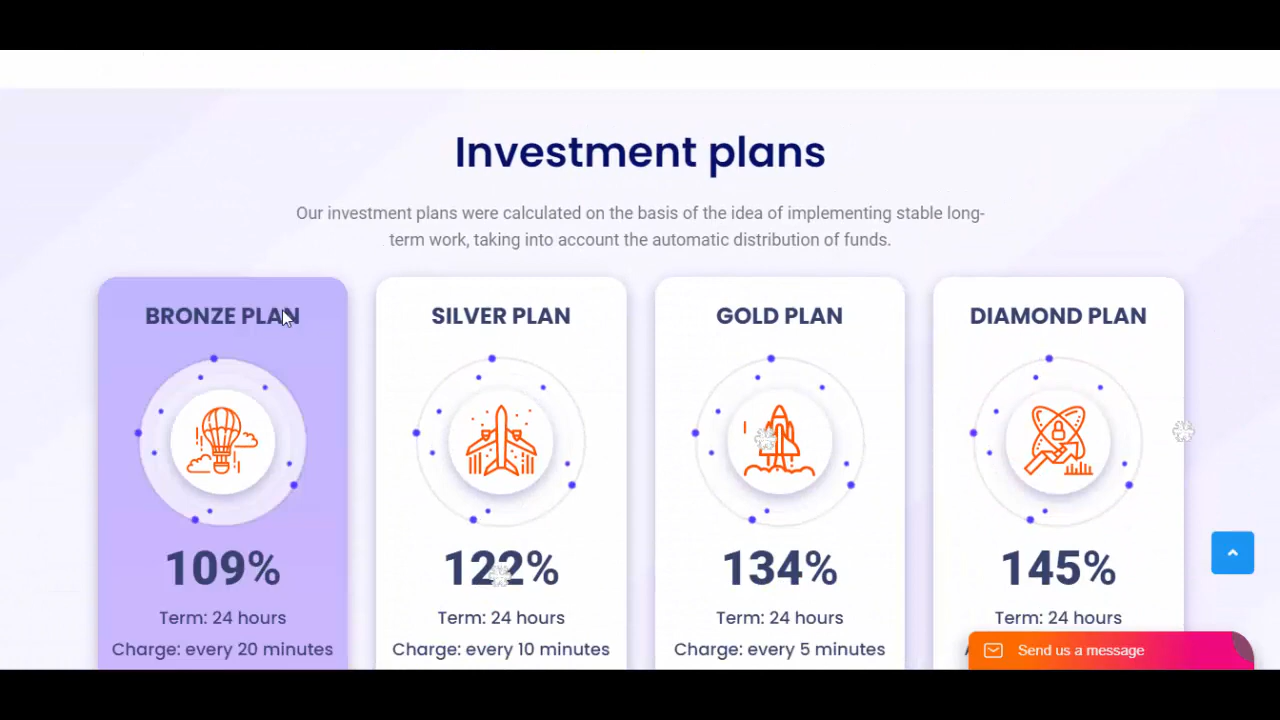 Investment plans
Our investment plans were calculated on the basis of the idea of implementing stable long-
term work, taking into account the automatic distribution of funds.
BRONZE PLAN
109%
Term: 24 hours
Charge: every 20 minutes
SILVER PLAN
122%
Term: 24 hours
Charge: every 10 minutes
GOLD PLAN
134%
Term: 24 hours
Charge: every 5 minutes
DIAMOND PLAN
145%
Term: 24 hours
Send us a message